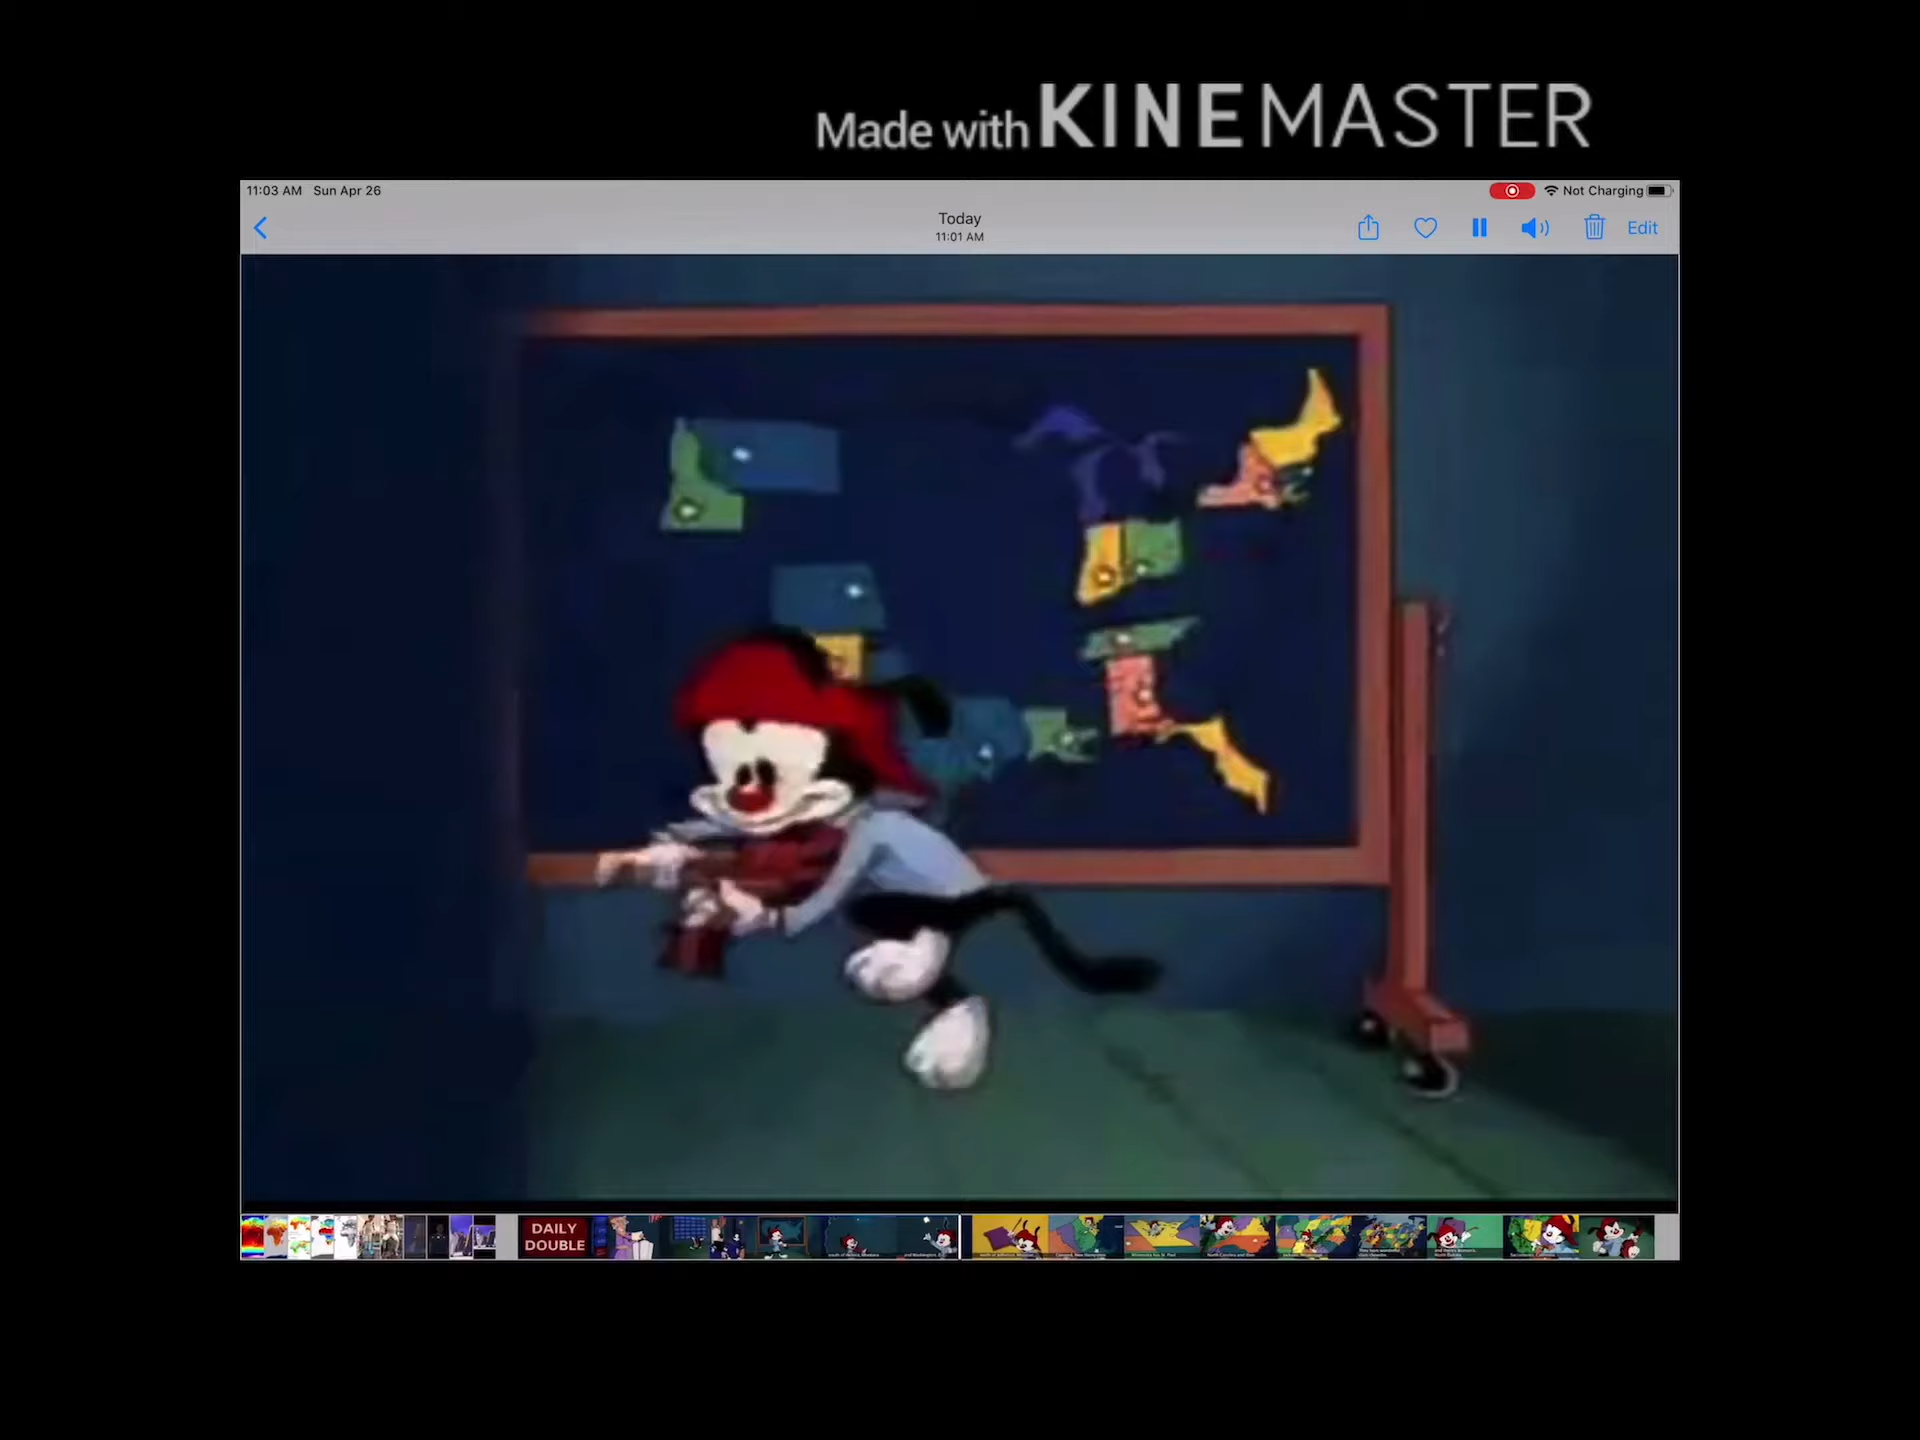 Made with KINEMASTER
11:03 AM Sun Apr 26
Not Charging
Today
11:01 AM
Edit
DAILY
DOUBLE